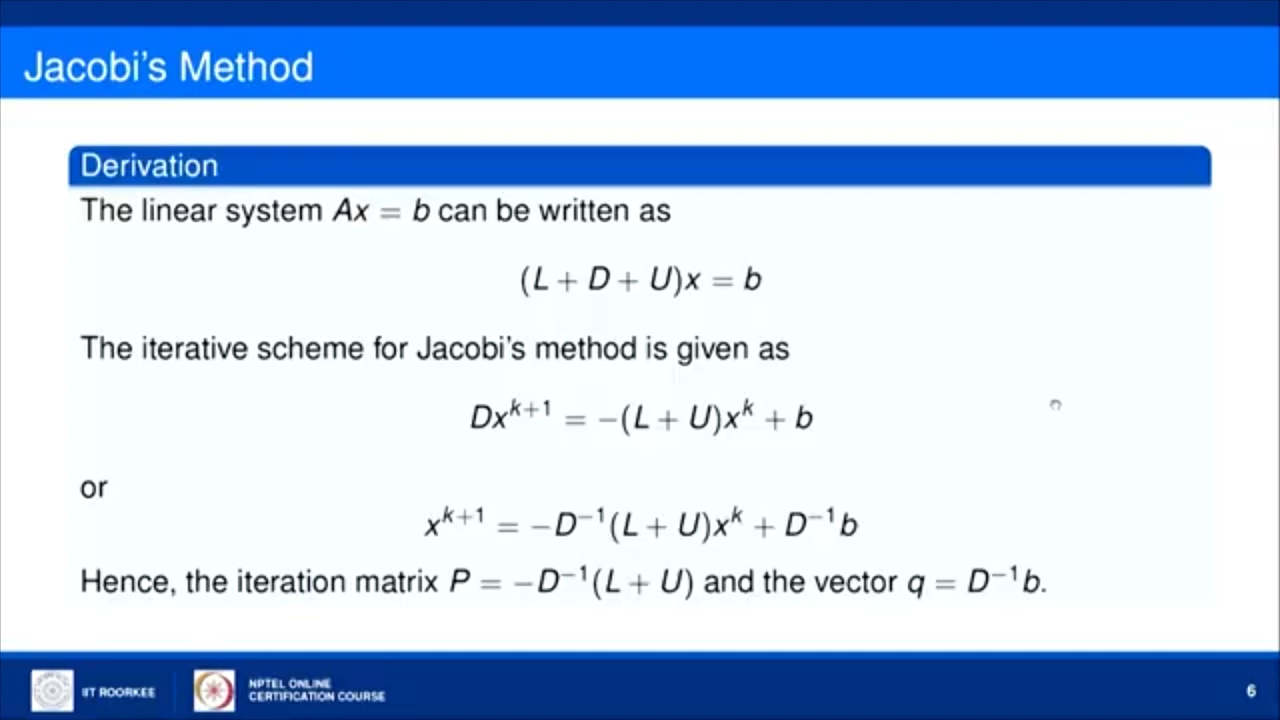 Jacobi's Method
Derivation
The linear system Ax = b can be written as
(L + D + U)x = b
The iterative scheme for Jacobi's method is given as
Dx^{k+1} = −(L + U)x^k + b
or
x^{k+1} = −D^{−1}(L + U)x^k + D^{−1}b
Hence, the iteration matrix P = −D^{−1}(L + U) and the vector q = D^{−1}b.
IIT ROORKEE
NPTEL ONLINE
CERTIFICATION COURSE
6